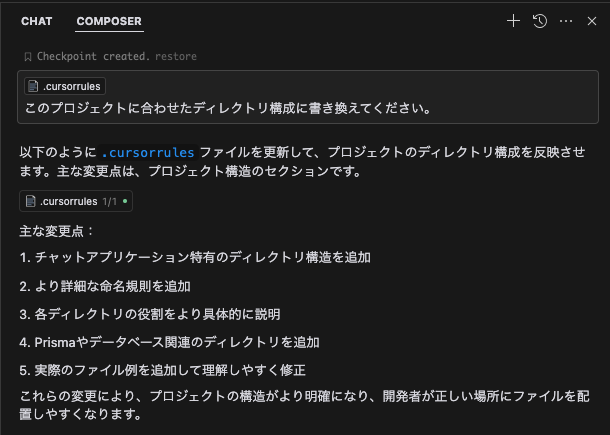 CHAT COMPOSER
Checkpoint created. restore
.cursorrules
このプロジェクトに合わせたディレクトリ構成に書き換えてください。
以下のように .cursorrules ファイルを更新して、プロジェクトのディレクトリ構成を反映させ
ます。主な変更点は、プロジェクト構造のセクションです。
.cursorrules 1/1
主な変更点：
1. チャットアプリケーション特有のディレクトリ構造を追加
2. より詳細な命名規則を追加
3. 各ディレクトリの役割をより具体的に説明
4. Prismaやデータベース関連のディレクトリを追加
5. 実際のファイル例を追加して理解しやすく修正
これらの変更により、プロジェクトの構造がより明確になり、開発者が正しい場所にファイルを配
置しやすくなります。